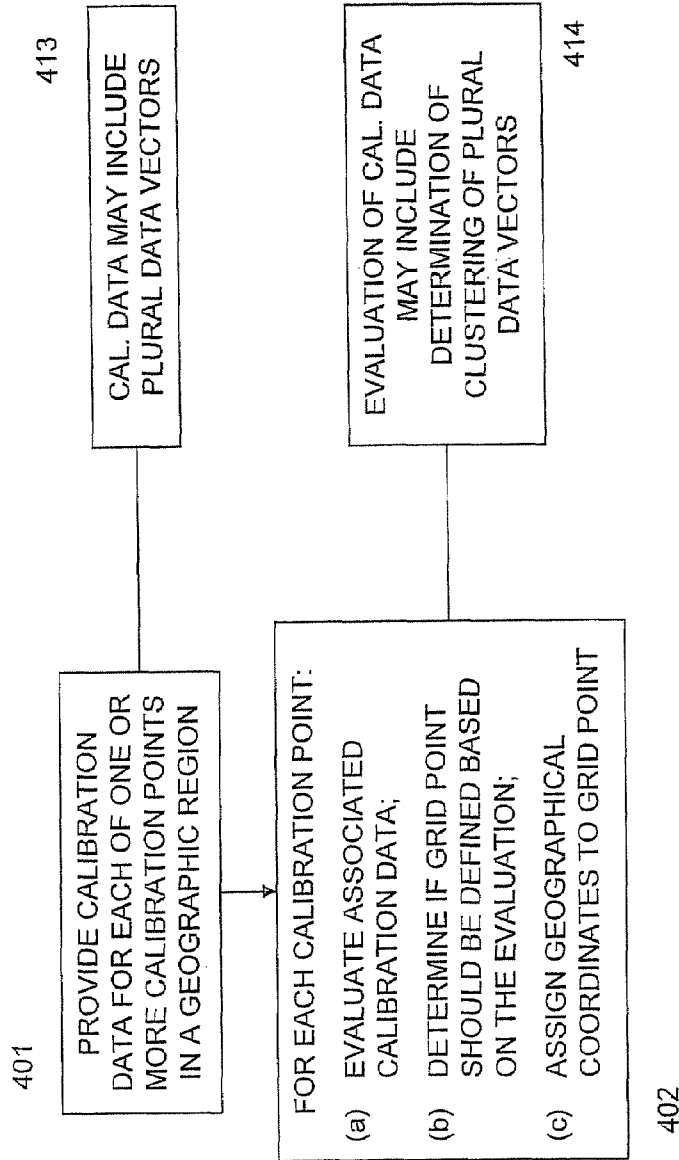 401
PROVIDE CALIBRATION
DATA FOR EACH OF ONE OR
MORE CALIBRATION POINTS
IN A GEOGRAPHIC REGION
413
CAL. DATA MAY INCLUDE
PLURAL DATA VECTORS
402
FOR EACH CALIBRATION POINT:
(a) EVALUATE ASSOCIATED
CALIBRATION DATA;
(b) DETERMINE IF GRID POINT
SHOULD BE DEFINED BASED
ON THE EVALUATION;
(c) ASSIGN GEOGRAPHICAL
COORDINATES TO GRID POINT
EVALUATION OF CAL. DATA
MAY INCLUDE
DETERMINATION OF
CLUSTERING OF PLURAL
DATA VECTORS
414